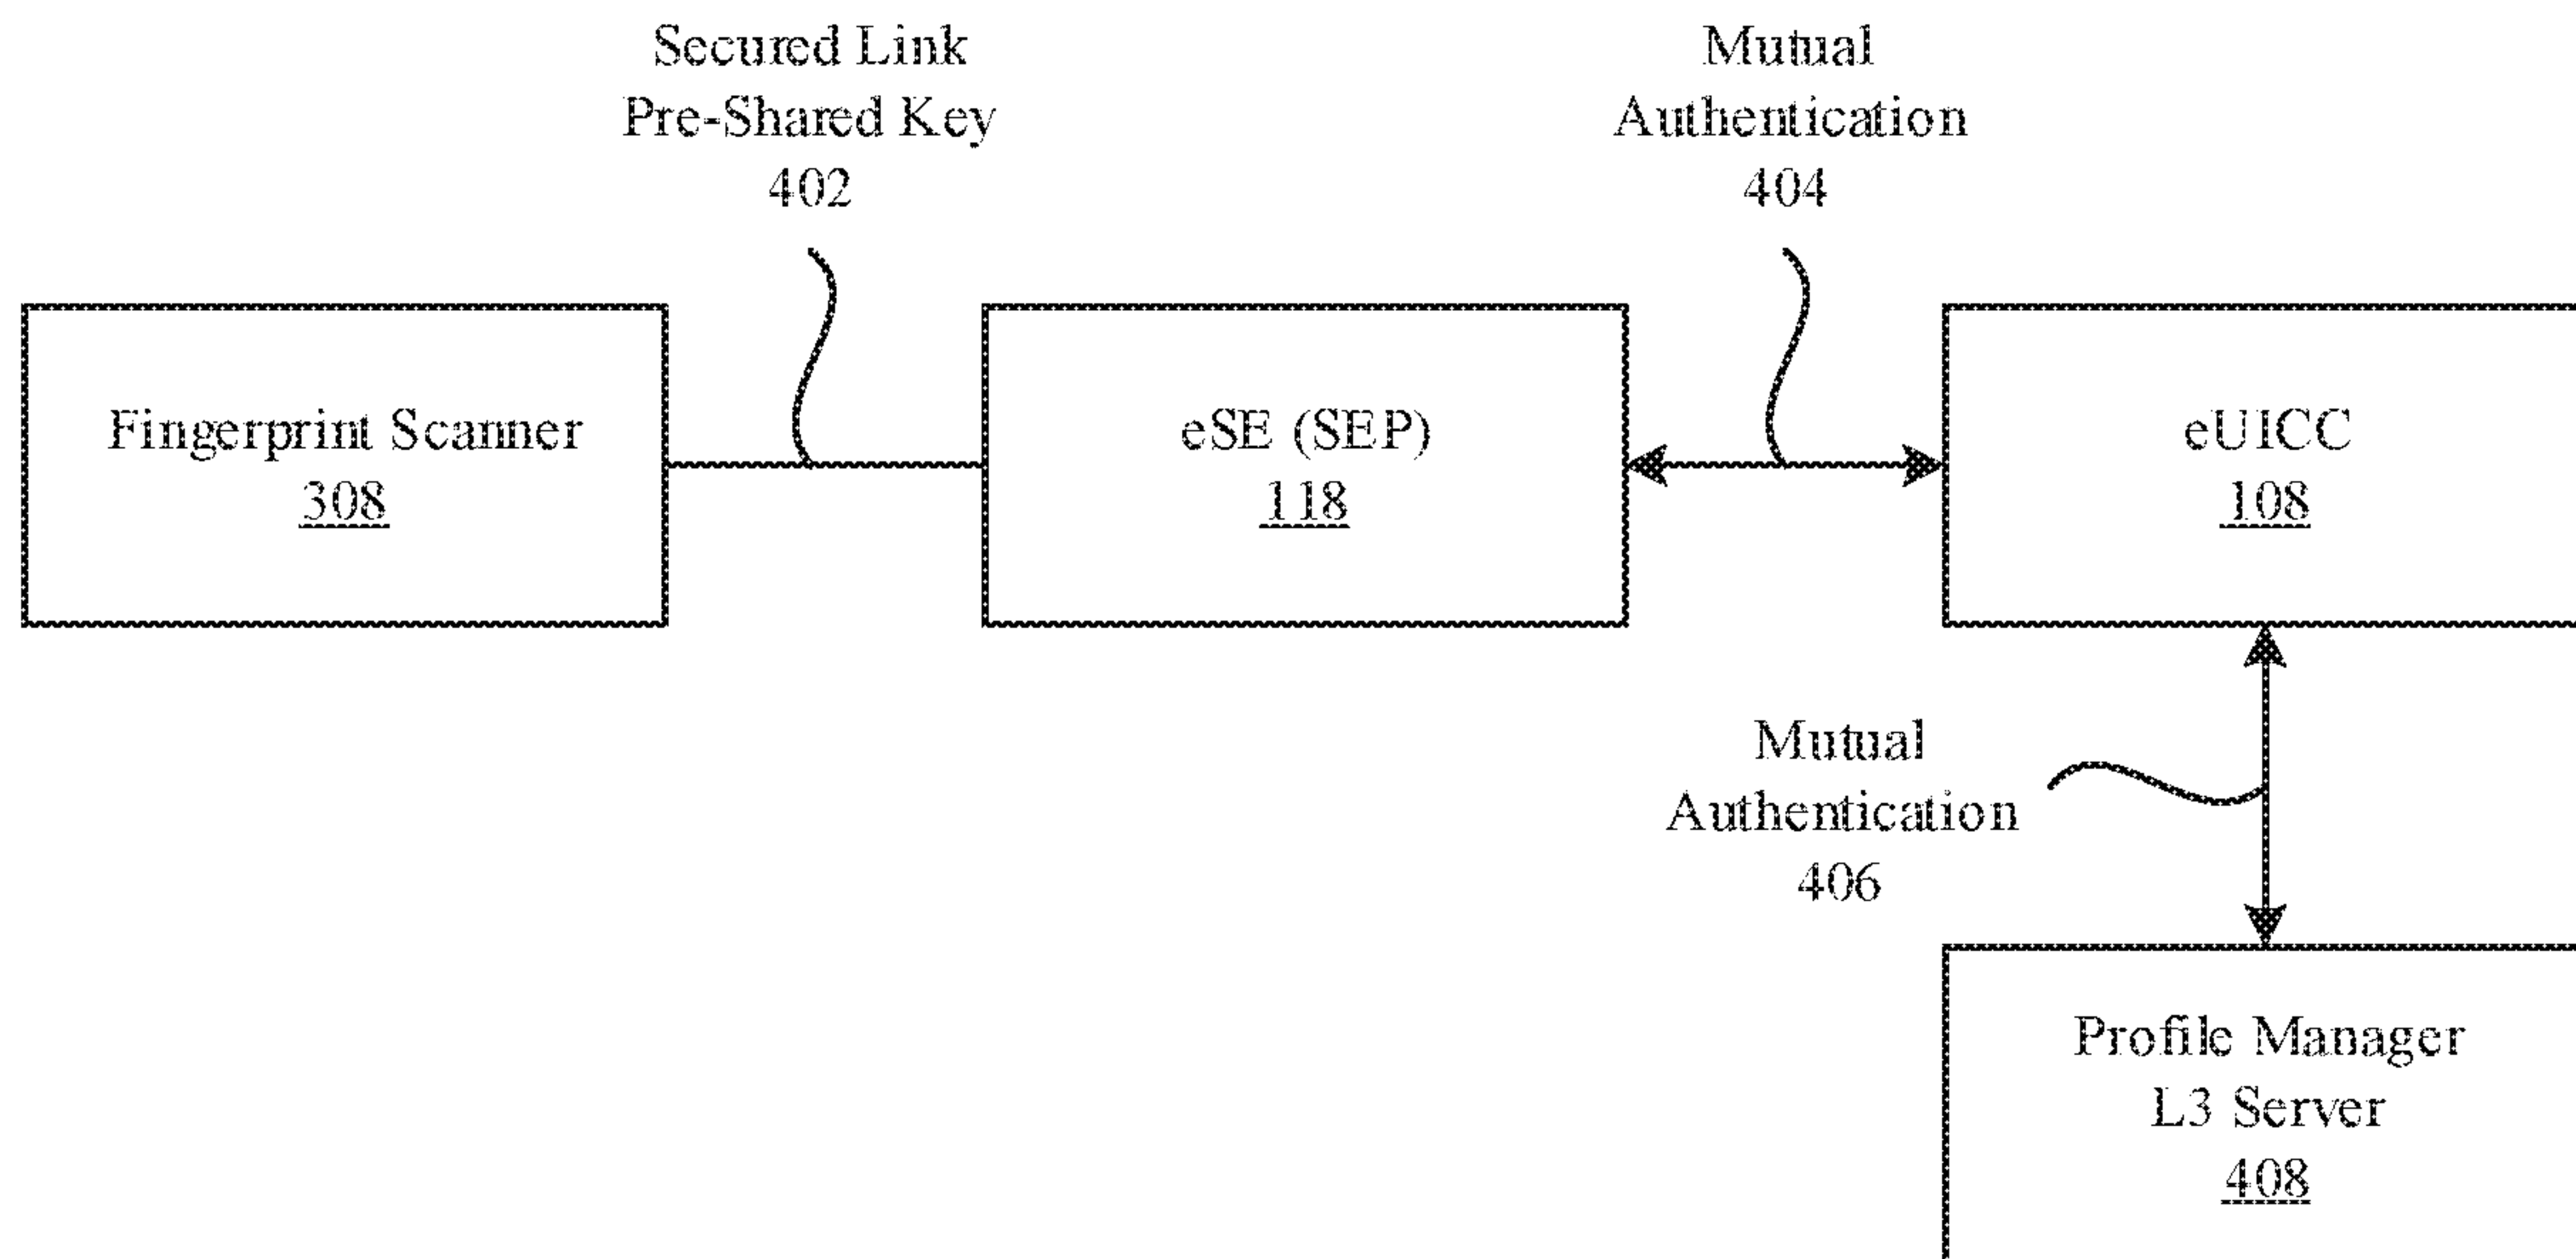 Secured Link
Pre-Shared Key
402
Mutual
Authentication
404
Fingerprint Scanner
308
eSE (SEP)
118
eUICC
108
Mutual
Authentication
406
Profile Manager
L3 Server
408